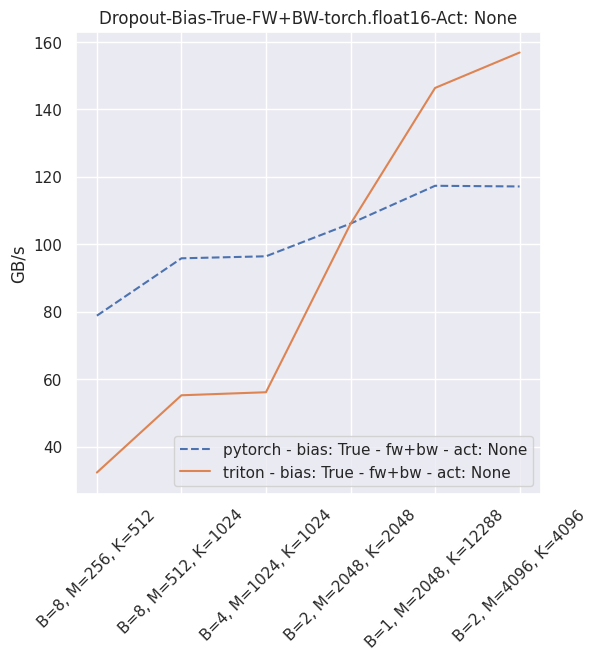 Dropout-Bias-True-FW+BW-torch.float16-Act: None
160
140
120
100
80
60
40
GB/s
pytorch - bias: True - fw+bw - act: None
triton - bias: True - fw+bw - act: None
B=8, M=256, K=512
B=8, M=512, K=1024
B=4, M=1024, K=1024
B=2, M=2048, K=2048
B=1, M=2048, K=12288
B=2, M=4096, K=4096